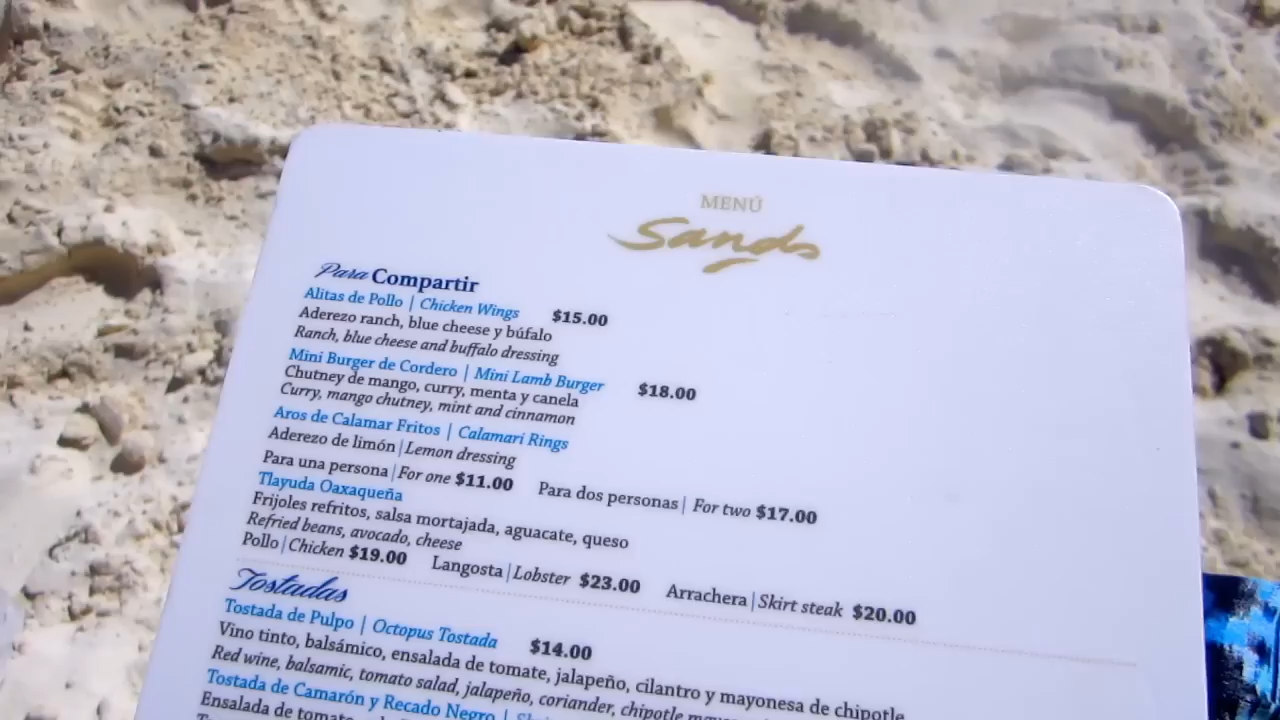 MENÚ
Sands
Para Compartir
Alitas de Pollo | Chicken Wings $15.00
Aderezo ranch, blue cheese y búfalo
Ranch, blue cheese and buffalo dressing
Mini Burger de Cordero | Mini Lamb Burger $18.00
Chutney de mango, curry, menta y canela
Curry, mango chutney, mint and cinnamon
Aros de Calamar Fritos | Calamari Rings
Aderezo de limón | Lemon dressing
Para una persona | For one $11.00 Para dos personas | For two $17.00
Tlayuda Oaxaqueña
Frijoles refritos, salsa mortajada, aguacate, queso
Refried beans, avocado, cheese
Pollo | Chicken $19.00 Langosta | Lobster $23.00 Arrachera | Skirt steak $20.00
Tostadas
Tostada de Pulpo | Octopus Tostada $14.00
Vino tinto, balsámico, ensalada de tomate, jalapeño, cilantro y mayonesa de chipotle
Red wine, balsamic, tomato salad, jalapeño, coriander, chipotle
Tostada de Camarón y Recado Negro |
Ensalada de tomate,